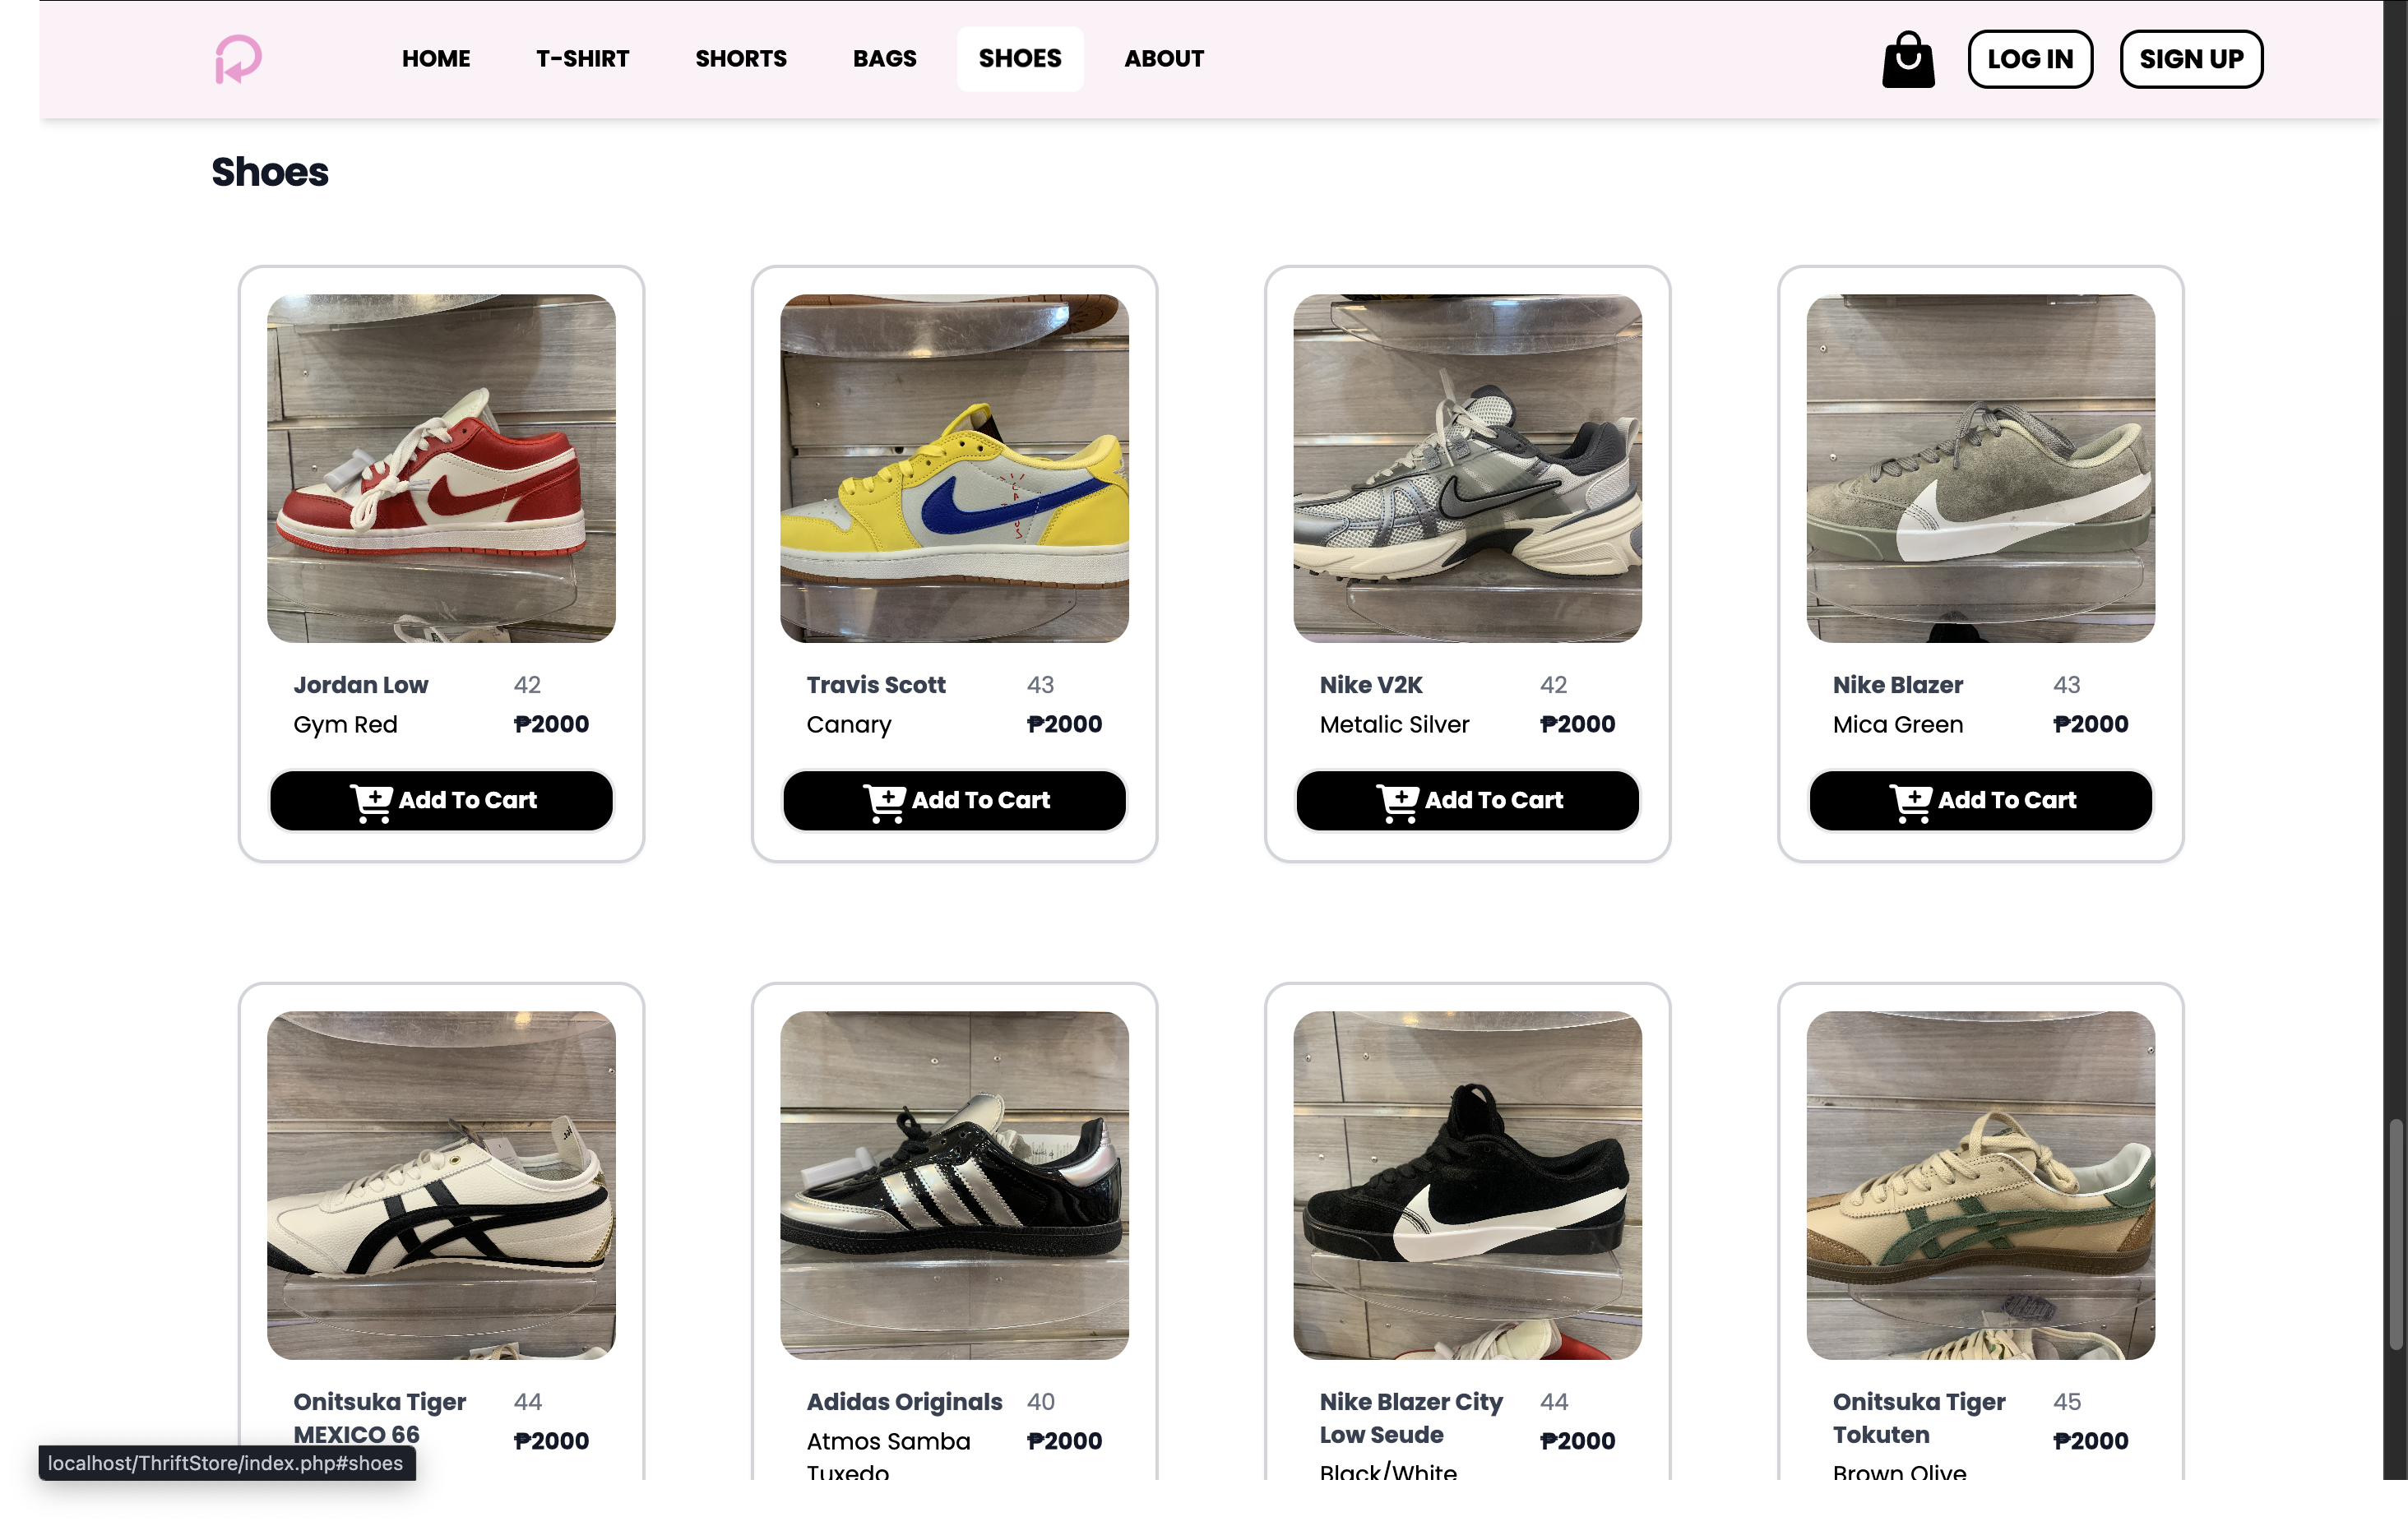 HOME T-SHIRT SHORTS BAGS SHOES ABOUT LOG IN SIGN UP
Shoes
Jordan Low 42
Gym Red ₱2000
Add To Cart
Travis Scott 43
Canary ₱2000
Add To Cart
Nike V2K 42
Metalic Silver ₱2000
Add To Cart
Nike Blazer 43
Mica Green ₱2000
Add To Cart
Onitsuka Tiger 44
MEXICO 66 ₱2000
Adidas Originals 40
Atmos Samba ₱2000
Tuxedo
Nike Blazer City 44
Low Seude ₱2000
Black/White
Onitsuka Tiger 45
Tokuten ₱2000
Brown Olive
localhost/ThriftStore/index.php#shoes